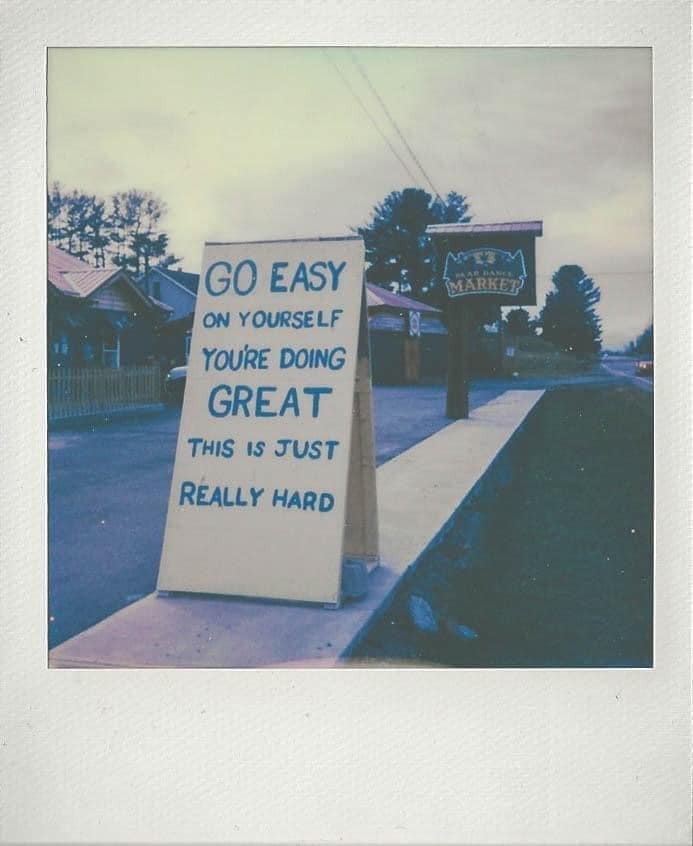 GO EASY
ON YOURSELF
YOU'RE DOING
GREAT
THIS IS JUST
REALLY HARD
BEAR DANCE
MARKET